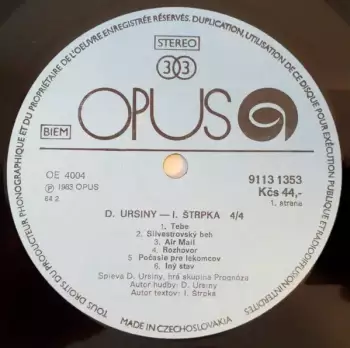 TOUS DROITS DU PRODUCTEUR PHONOGRAPHIQUE ET DU PROPRIÉTAIRE DE L'OEUVRE ENREGISTRÉE RÉSERVÉS. DUPLICATION, UTILISATION DE CE DISQUE POUR EXÉCUTION PUBLIQUE ET RADIODIFFUSION INTERDITES
STEREO
33
BIEM
OPUS
OE 4004
Ⓟ 1983 OPUS
84 2
9113 1353
Kčs 44,-
1. strana
D. URSINY — I. ŠTRPKA 4/4
1. Tebe
2. Silvestrovský beh
3. Air Mail
4. Rozhovor
5. Počasie pre lekomcov
6. Iný stav
Spieva D. Ursiny, hrá skupina Prognóza
Autor hudby: D. Ursiny
Autor textov: I. Štrpka
MADE IN CZECHOSLOVAKIA